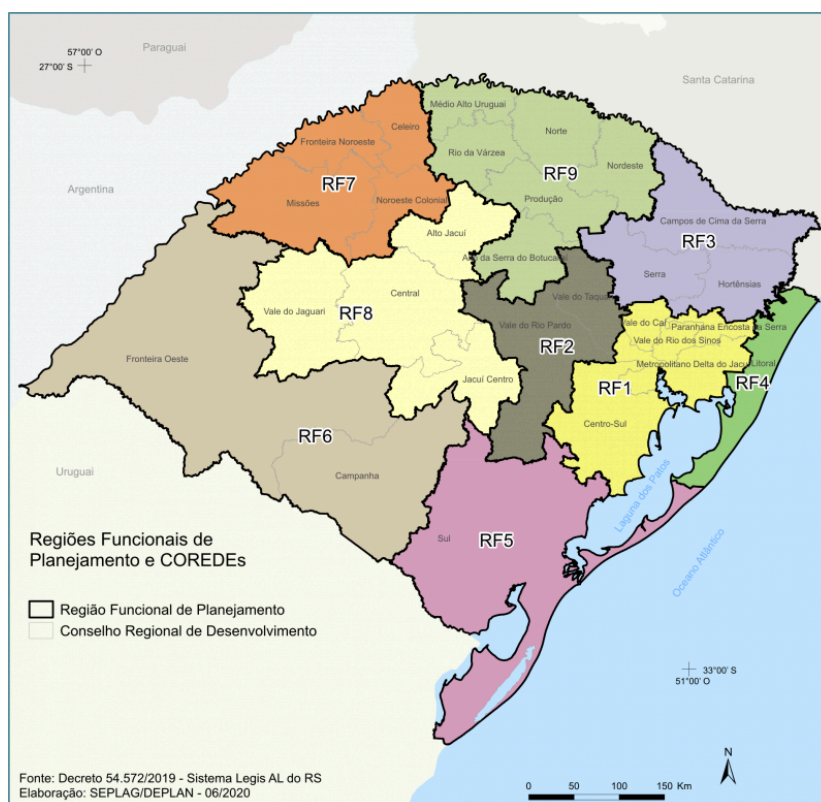 Paraguai
57°00' O
27°00' S
Santa Catarina
Argentina
Médio Alto Uruguai
Norte
Celeiro
Fronteira Noroeste
Rio da Várzea
Nordeste
RF9
RF7
Missões
Noroeste Colonial
Produção
Campos de Cima da Serra
Alto Jacuí
RF3
Alto da Serra do Botucaraí
Serra
Hortênsias
Central
Vale do Taquari
Vale do Jaguari
RF8
Vale do Rio Pardo
Vale do Caí
Paranhana Encosta da Serra
Vale do Rio dos Sinos
RF2
Fronteira Oeste
Metropolitano Delta do Jacuí
Litoral
Jacuí Centro
RF1
RF4
Centro-Sul
RF6
Uruguai
Campanha
Laguna dos Patos
Regiões Funcionais de
Planejamento e COREDEs
Sul
RF5
Oceano Atlântico
Região Funcional de Planejamento
Conselho Regional de Desenvolvimento
33°00' S
51°00' O
N
Fonte: Decreto 54.572/2019 - Sistema Legis AL do RS
Elaboração: SEPLAG/DEPLAN - 06/2020
0 50 100 150 Km